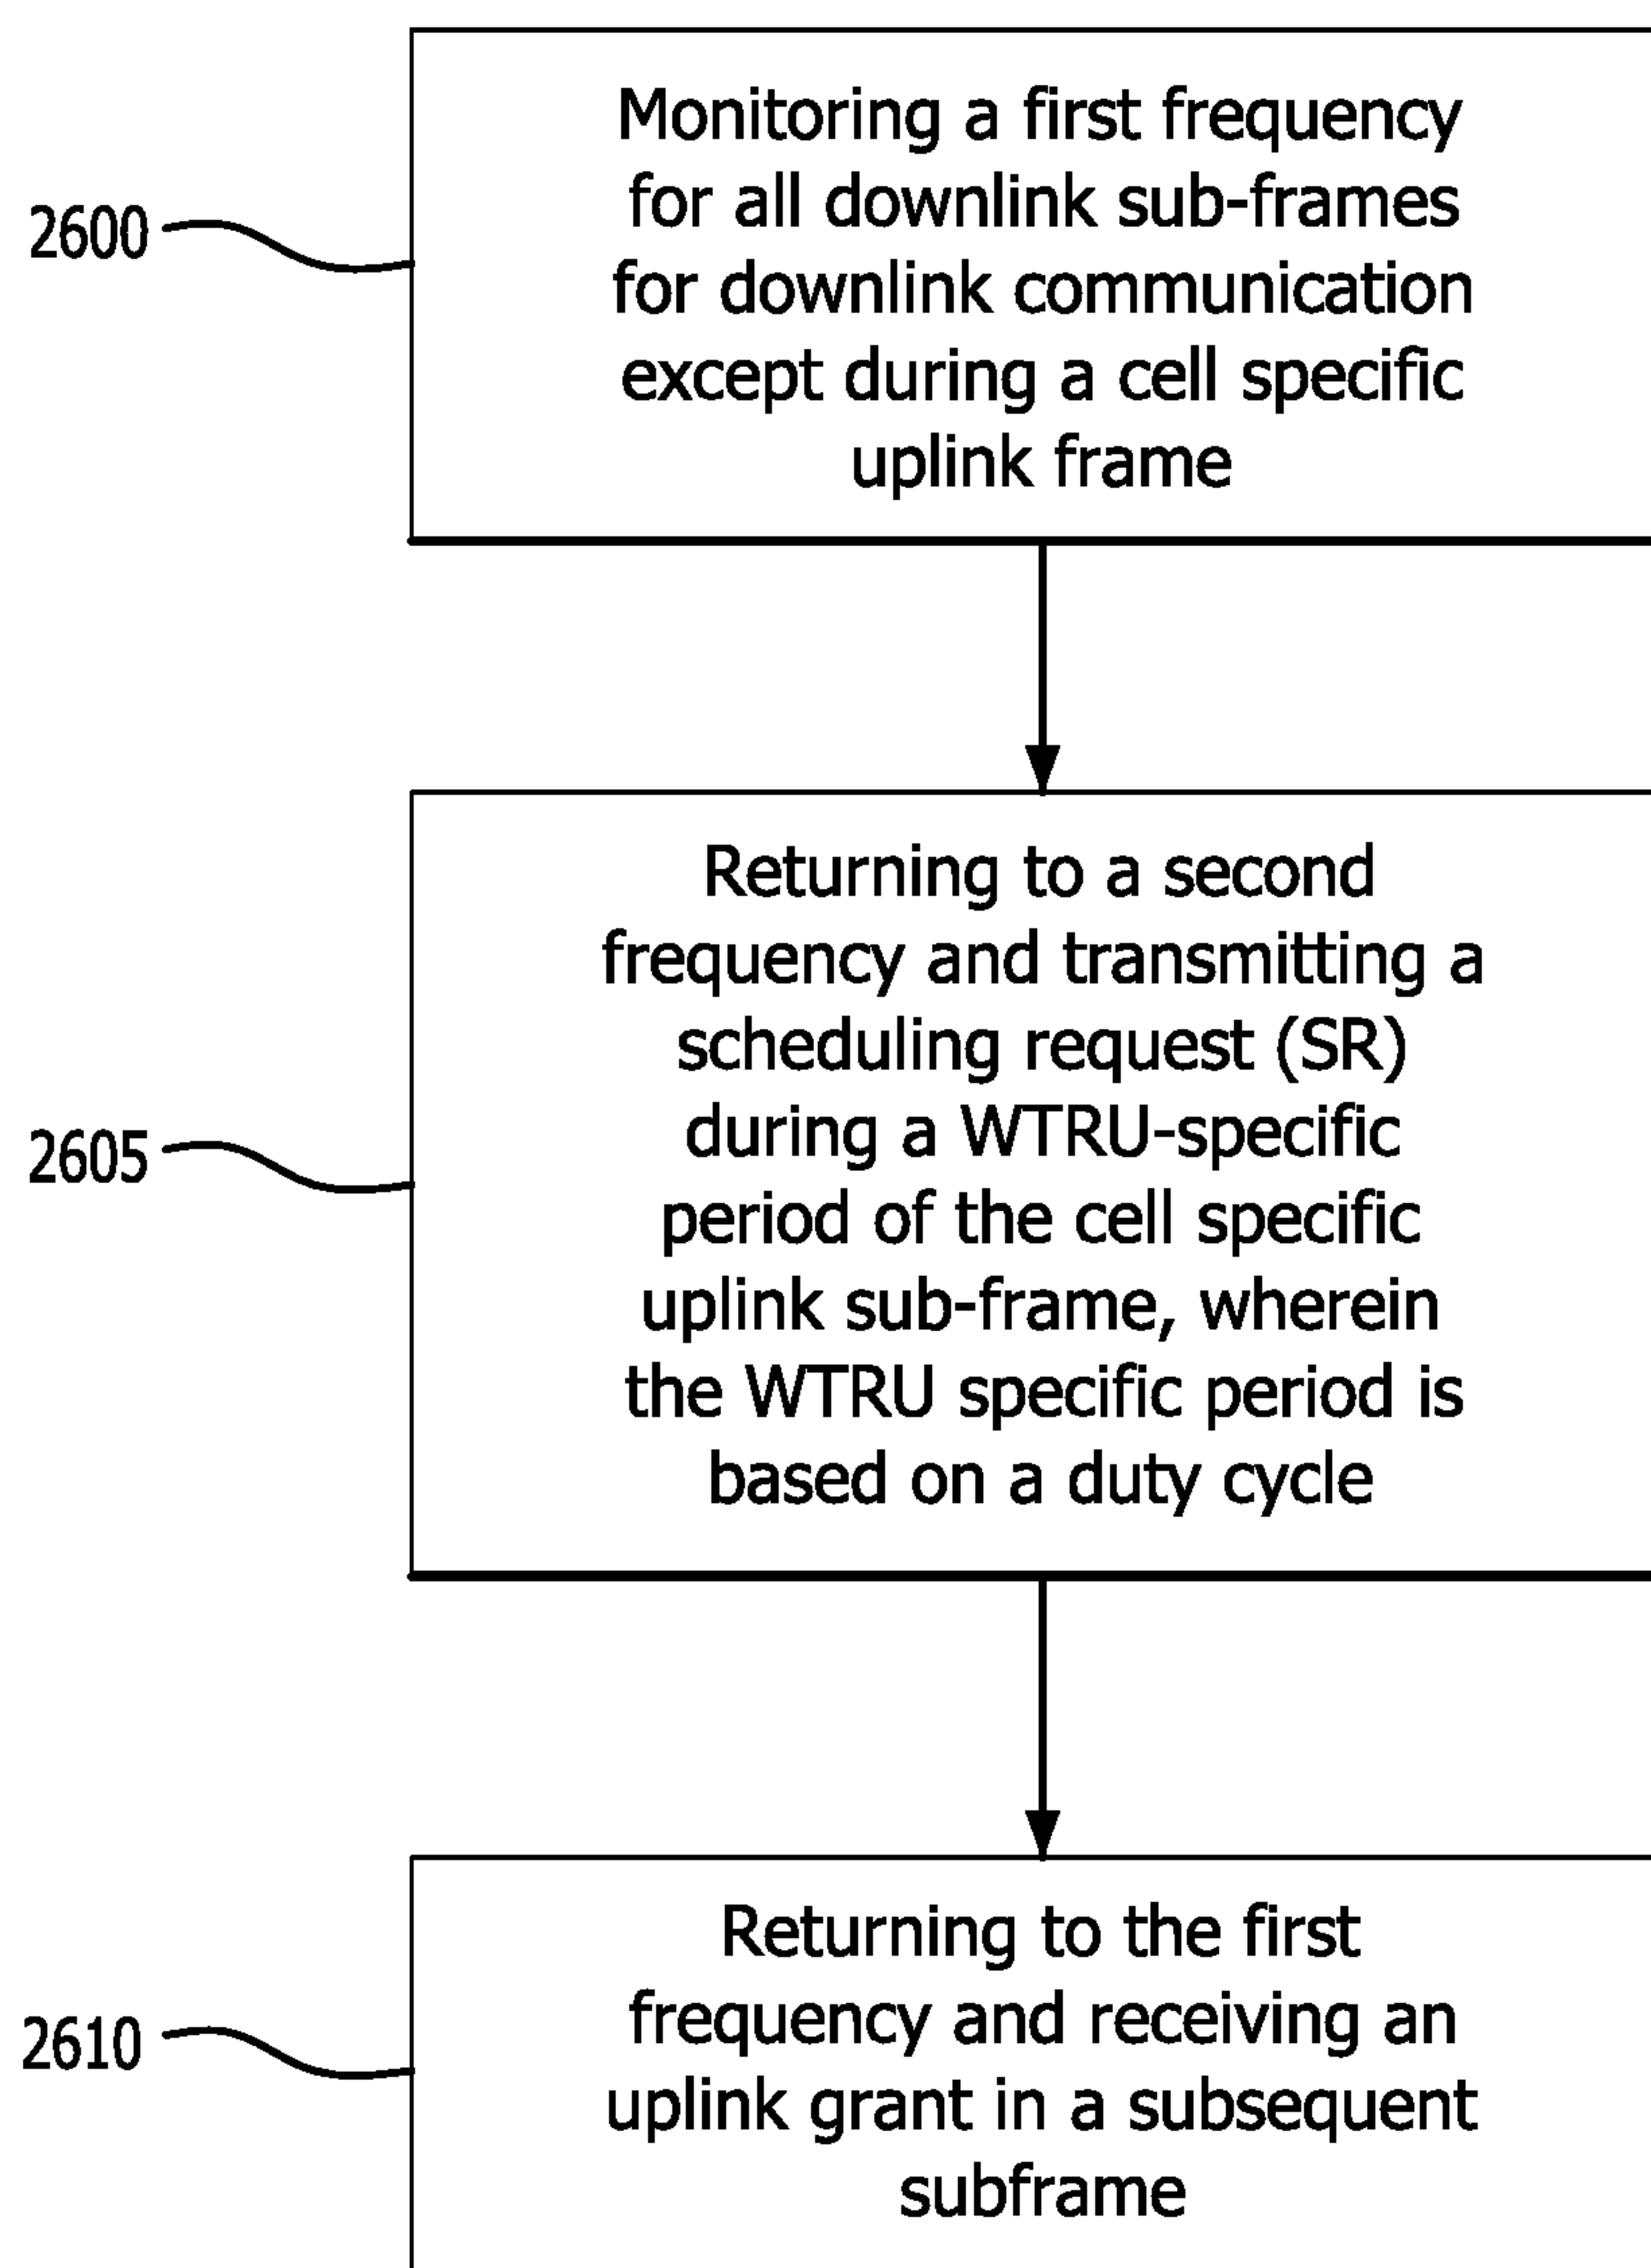 Monitoring a first frequency
for all downlink sub-frames
2600
for downlink communication
except during a cell specific
uplink frame
Returning to a second
frequency and transmitting a
scheduling request (SR)
during a WTRU-specific
2605
period of the cell specific
uplink sub-frame, wherein
the WTRU specific period is
based on a duty cycle
Returning to the first
frequency and receiving an
2610
uplink grant in a subsequent
subframe